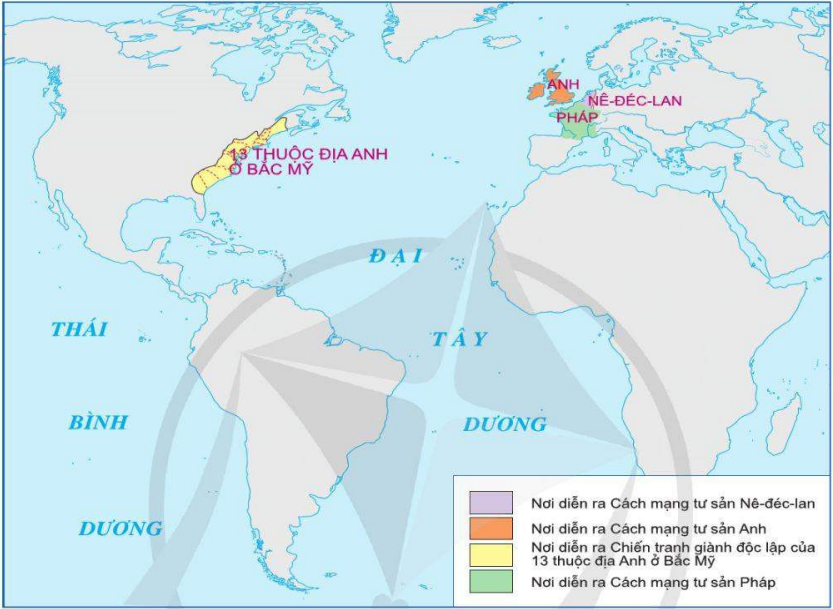 ANH
NÊ-ĐÉC-LAN
PHÁP
13 THUỘC ĐỊA ANH
Ở BẮC MỸ
ĐẠI
THÁI
TÂY
BÌNH
DƯƠNG
DƯƠNG
Nơi diễn ra Cách mạng tư sản Nê-đéc-lan
Nơi diễn ra Cách mạng tư sản Anh
Nơi diễn ra Chiến tranh giành độc lập của
13 thuộc địa Anh ở Bắc Mỹ
Nơi diễn ra Cách mạng tư sản Pháp